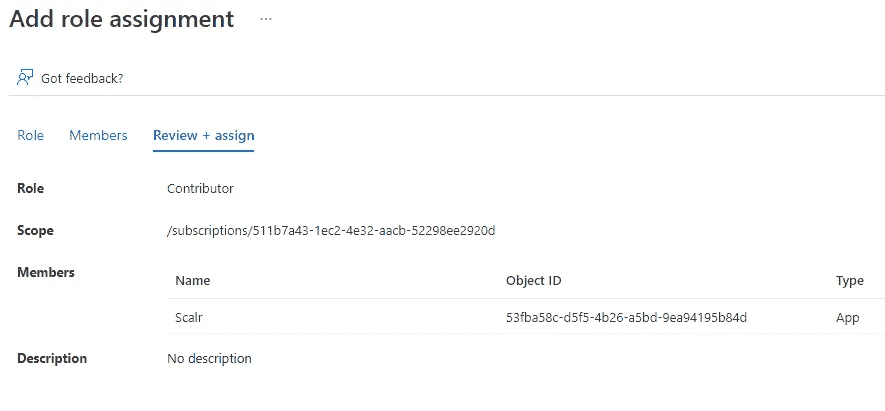 Add role assignment ...
Got feedback?
Role Members Review + assign
Role Contributor
Scope /subscriptions/511b7a43-1ec2-4e32-aacb-52298ee2920d
Members
Name Object ID Type
Scalr 53fba58c-d5f5-4b26-a5bd-9ea94195b84d App
Description No description